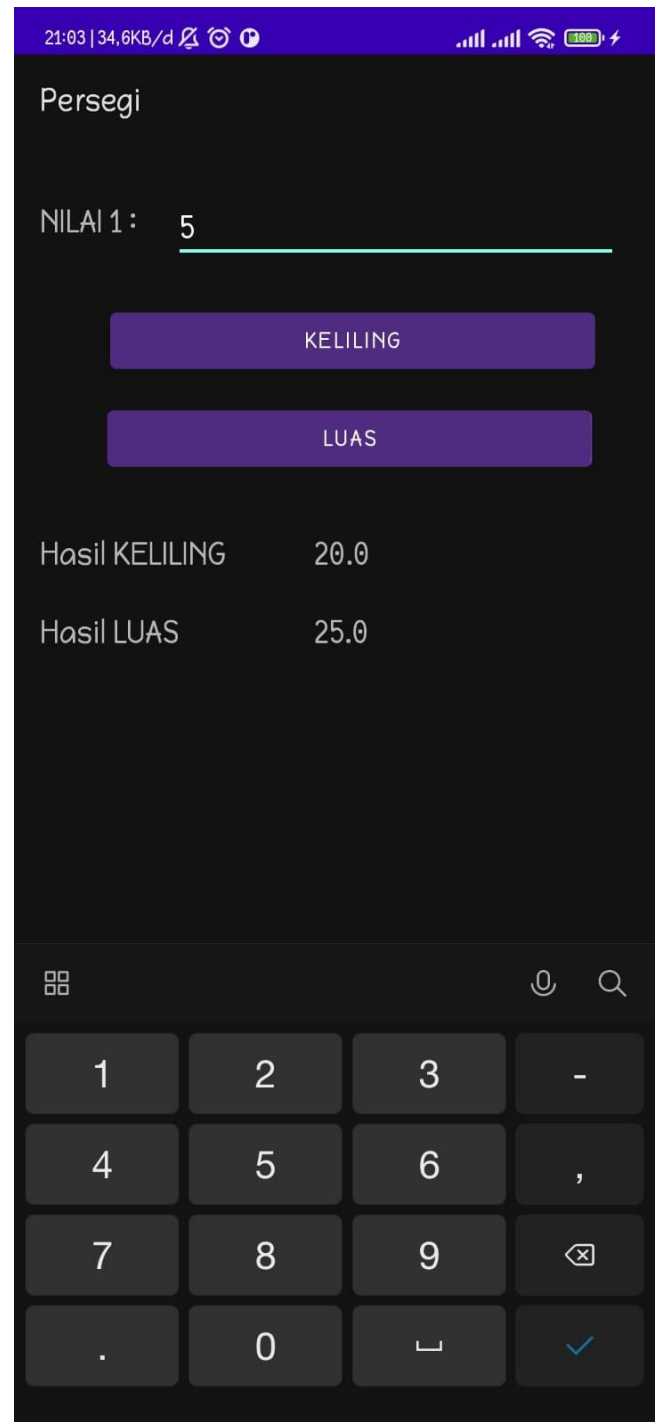 21:03 | 34,6KB/d
100
Persegi
NILAI 1 : 5
KELILING
LUAS
Hasil KELILING 20.0
Hasil LUAS 25.0
1 2 3 -
4 5 6 ,
7 8 9
. 0